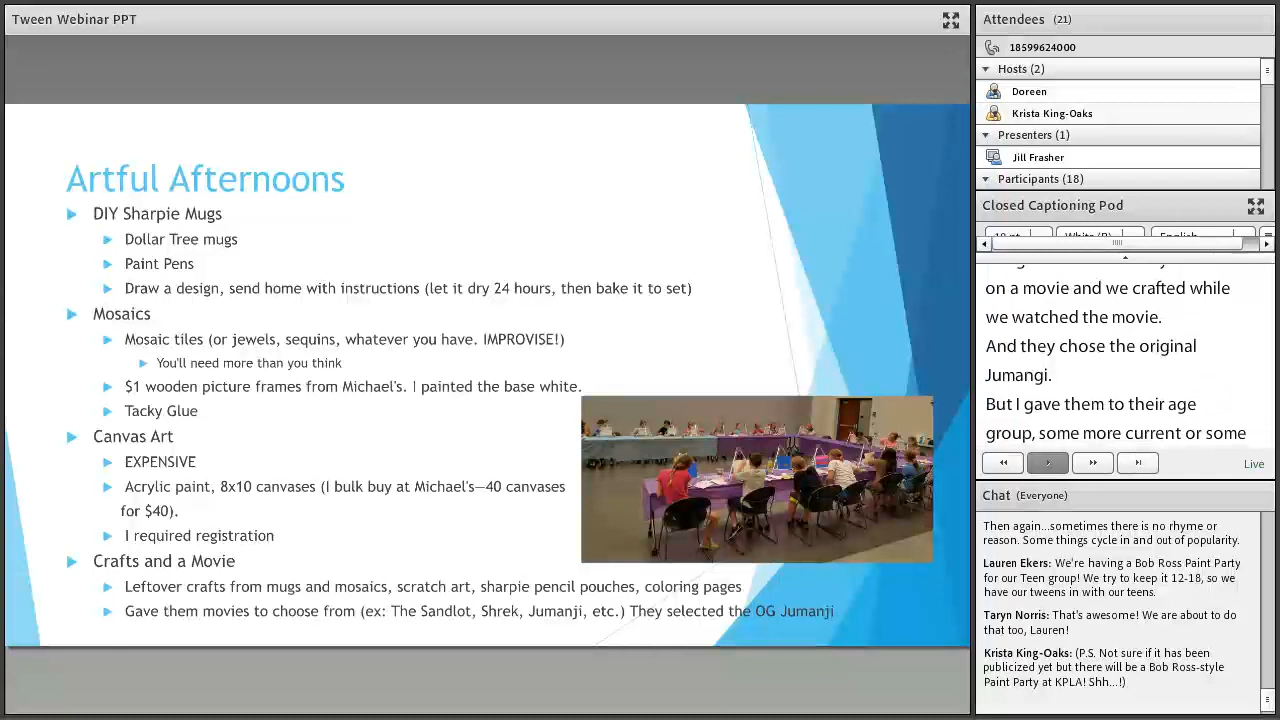 Tween Webinar PPT
Artful Afternoons
DIY Sharpie Mugs
Dollar Tree mugs
Paint Pens
Draw a design, send home with instructions (let it dry 24 hours, then bake it to set)
Mosaics
Mosaic tiles (or jewels, sequins, whatever you have. IMPROVISE!)
You'll need more than you think
$1 wooden picture frames from Michael's. I painted the base white.
Tacky Glue
Canvas Art
EXPENSIVE
Acrylic paint, 8x10 canvases (I bulk buy at Michael's—40 canvases
for $40).
I required registration
Crafts and a Movie
Leftover crafts from mugs and mosaics, scratch art, sharpie pencil pouches, coloring pages
Gave them movies to choose from (ex: The Sandlot, Shrek, Jumanji, etc.) They selected the OG Jumanji
Attendees (21)
18599624000
Hosts (2)
Doreen
Krista King-Oaks
Presenters (1)
Jill Frasher
Participants (18)
Closed Captioning Pod
on a movie and we crafted while
we watched the movie.
And they chose the original
Jumangi.
But I gave them to their age
group, some more current or some
Live
Chat (Everyone)
Then again...sometimes there is no rhyme or
reason. Some things cycle in and out of popularity.
Lauren Ekers: We're having a Bob Ross Paint Party
for our Teen group! We try to keep it 12-18, so we
have our tweens in with our teens.
Taryn Norris: That's awesome! We are about to do
that too, Lauren!
Krista King-Oaks: (P.S. Not sure if it has been
publicized yet but there will be a Bob Ross-style
Paint Party at KPLA! Shh...!)